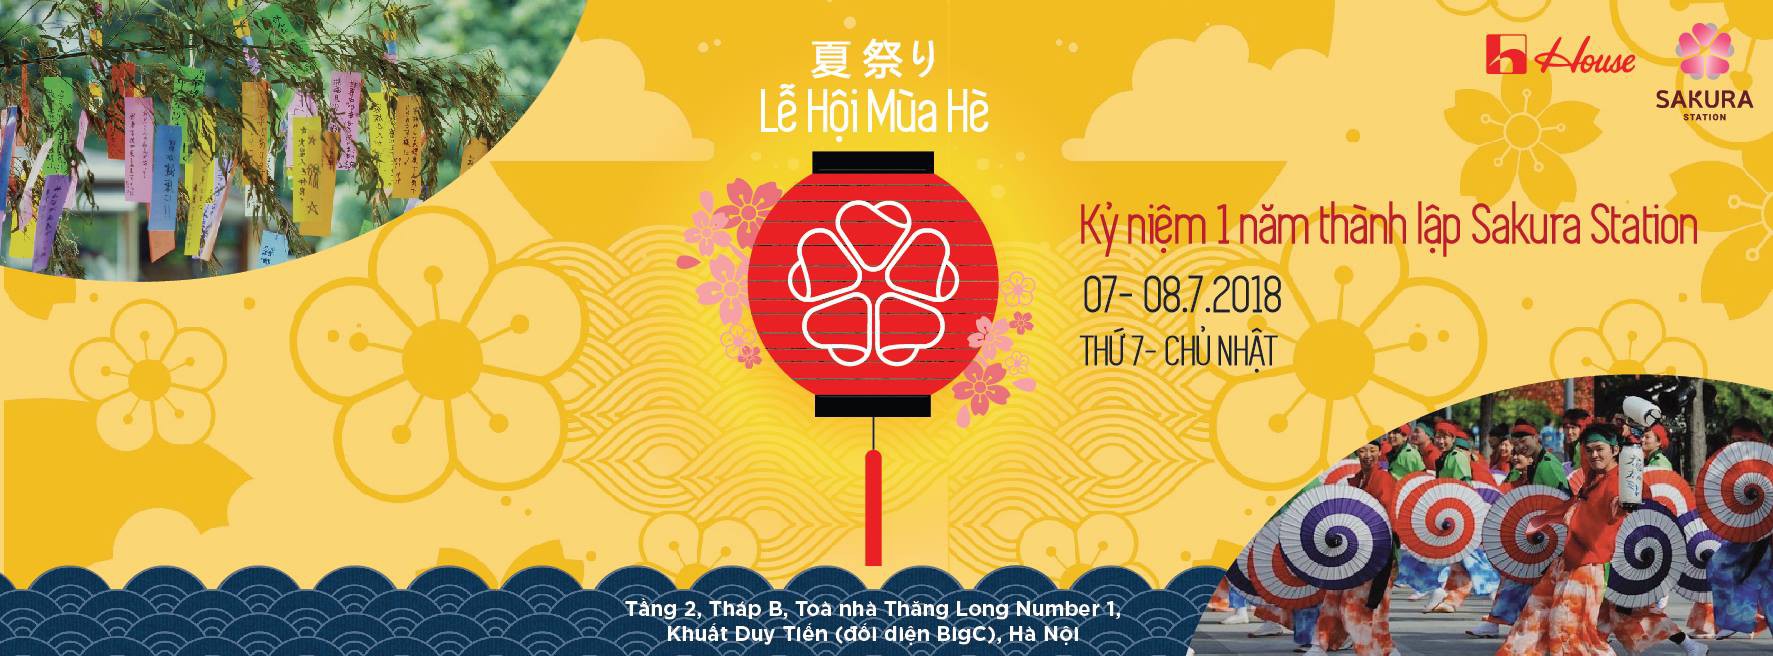 夏祭り
Lễ Hội Mùa Hè
House
SAKURA
STATION
Kỷ niệm 1 năm thành lập Sakura Station
07- 08.7.2018
THỨ 7- CHỦ NHẬT
Tầng 2, Tháp B, Toà nhà Thăng Long Number 1,
Khuất Duy Tiến (đối diện BigC), Hà Nội